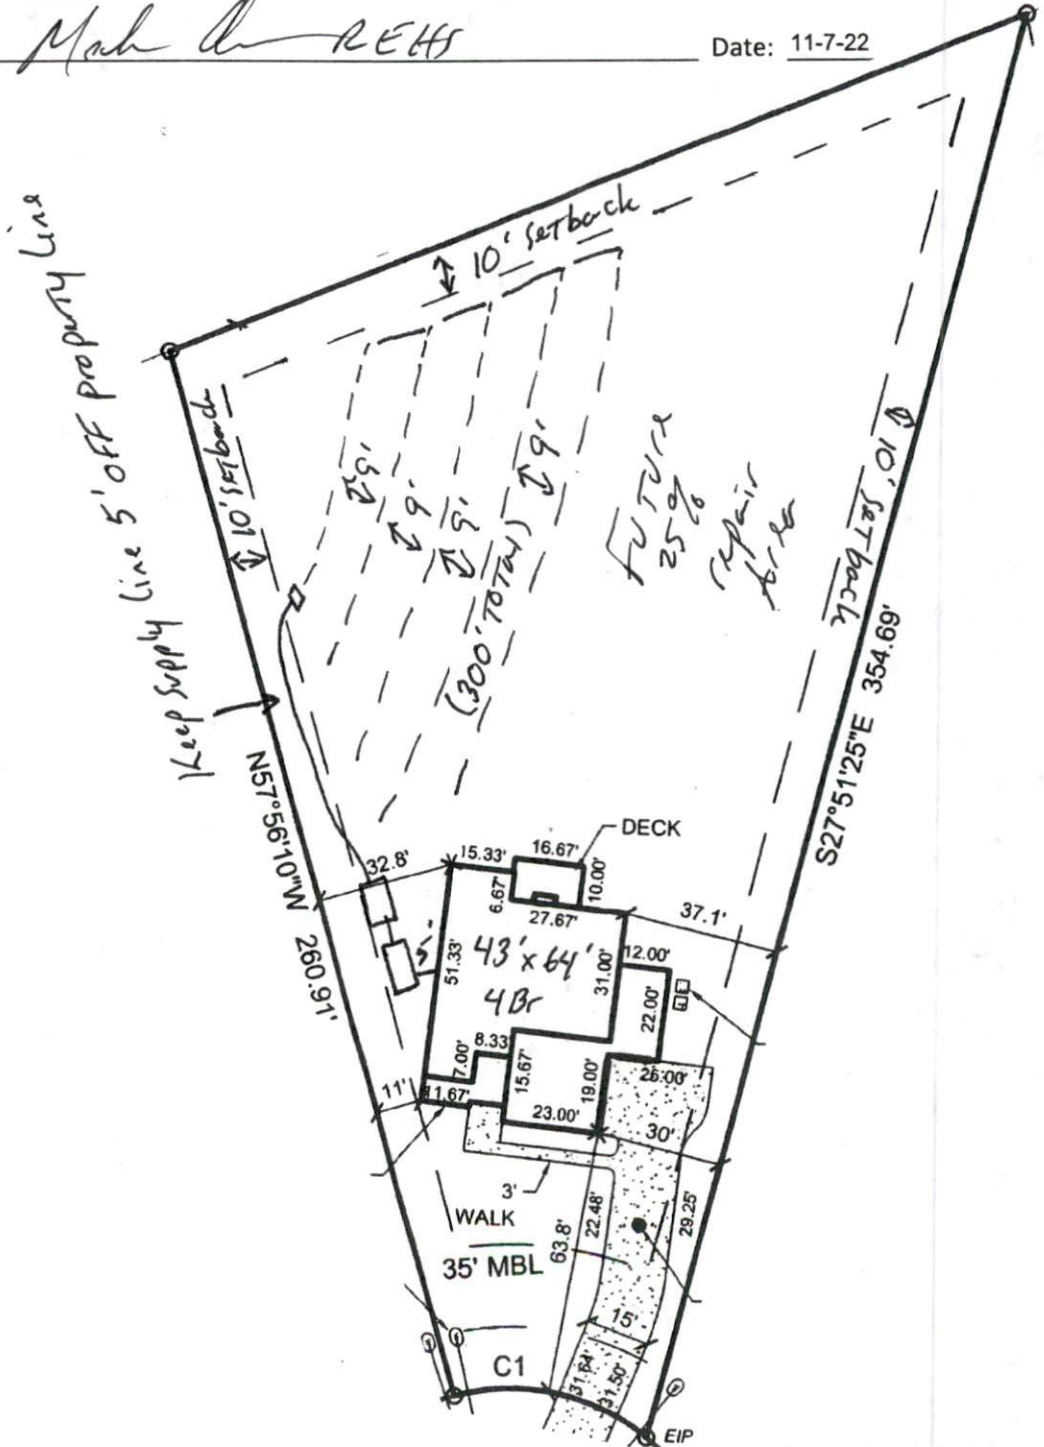 REHS
Date: 11-7-22
10' setback
Keep Supply Line 5' OFF property Line
10' setback
9'
9'
9'
9'
(300' TOTAL)
FUTURE
25%
repair
Area
10' setback
S27°51'25"E 354.69'
N57°56'10"W 260.91'
DECK
32.8'
15.33'
16.67'
6.67'
10.00'
27.67'
37.1'
5'
51.33'
43' x 64'
4 Br
31.00'
12.00'
22.00'
7.00'
8.33'
15.67'
19.00'
25.00'
11'
11.67'
23.00'
30'
3'
WALK
35' MBL
63.8'
22.48'
29.25'
15'
C1
31.64'
31.50'
EIP